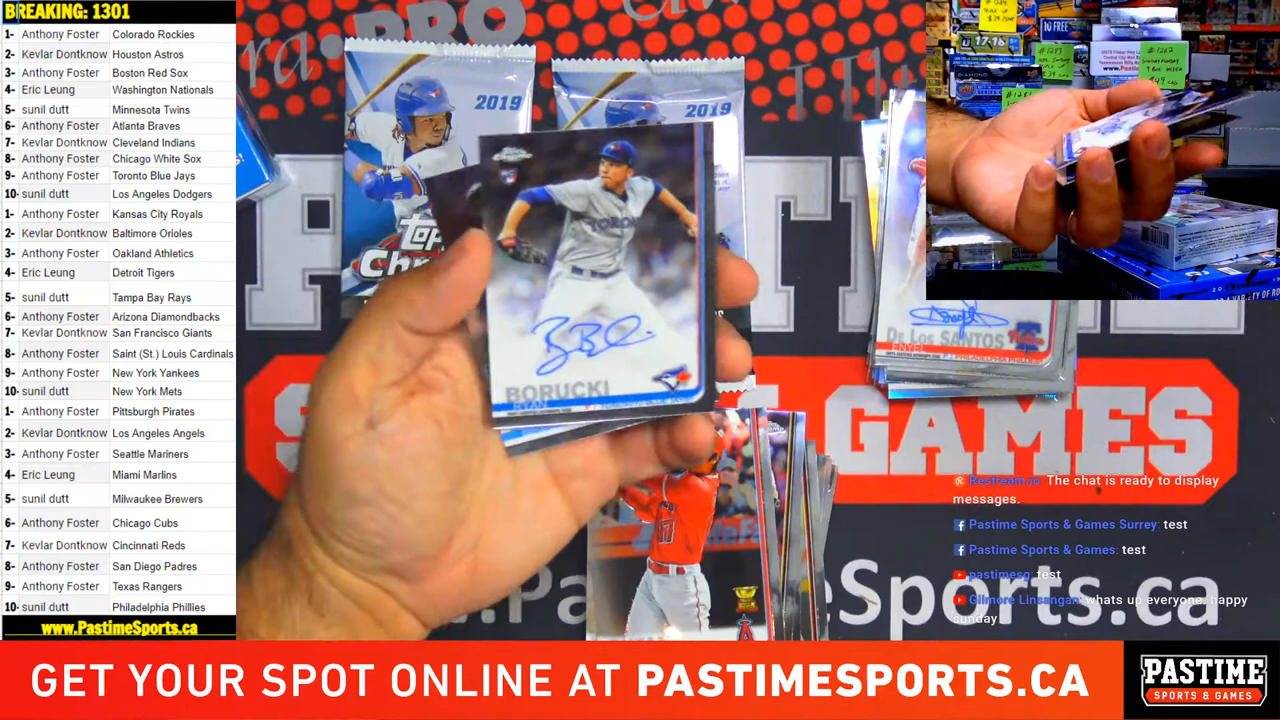 BREAKING: 1301
1- Anthony Foster Colorado Rockies
2- Kevlar Dontknow Houston Astros
3- Anthony Foster Boston Red Sox
4- Eric Leung Washington Nationals
5- sunil dutt Minnesota Twins
6- Anthony Foster Atlanta Braves
7- Kevlar Dontknow Cleveland Indians
8- Anthony Foster Chicago White Sox
9- Anthony Foster Toronto Blue Jays
10- sunil dutt Los Angeles Dodgers
1- Anthony Foster Kansas City Royals
2- Kevlar Dontknow Baltimore Orioles
3- Anthony Foster Oakland Athletics
4- Eric Leung Detroit Tigers
5- sunil dutt Tampa Bay Rays
6- Anthony Foster Arizona Diamondbacks
7- Kevlar Dontknow San Francisco Giants
8- Anthony Foster Saint (St.) Louis Cardinals
9- Anthony Foster New York Yankees
10- sunil dutt New York Mets
1- Anthony Foster Pittsburgh Pirates
2- Kevlar Dontknow Los Angeles Angels
3- Anthony Foster Seattle Mariners
4- Eric Leung Miami Marlins
5- sunil dutt Milwaukee Brewers
6- Anthony Foster Chicago Cubs
7- Kevlar Dontknow Cincinnati Reds
8- Anthony Foster San Diego Padres
9- Anthony Foster Texas Rangers
10- sunil dutt Philadelphia Phillies
www.PastimeSports.ca
2019
2019
BORUCKI
RYAN
DE LOS SANTOS
ENYEL
GAMES
Restream.io: The chat is ready to display
messages.
Pastime Sports & Games Surrey: test
Pastime Sports & Games: test
pastimesg: test
Gilmore Linsangan: whats up everyone. happy
sunday
GET YOUR SPOT ONLINE AT PASTIMESPORTS.CA
PASTIME
SPORTS & GAMES